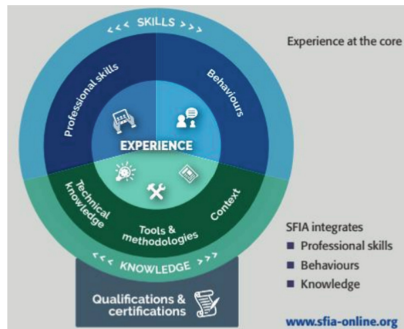 <<< SKILLS >>>
Experience at the core
Professional skills
Behaviours
EXPERIENCE
Technical
knowledge
Tools &
methodologies
Context
<<< KNOWLEDGE >>>
Qualifications &
certifications
SFIA integrates
■ Professional skills
■ Behaviours
■ Knowledge
www.sfia-online.org